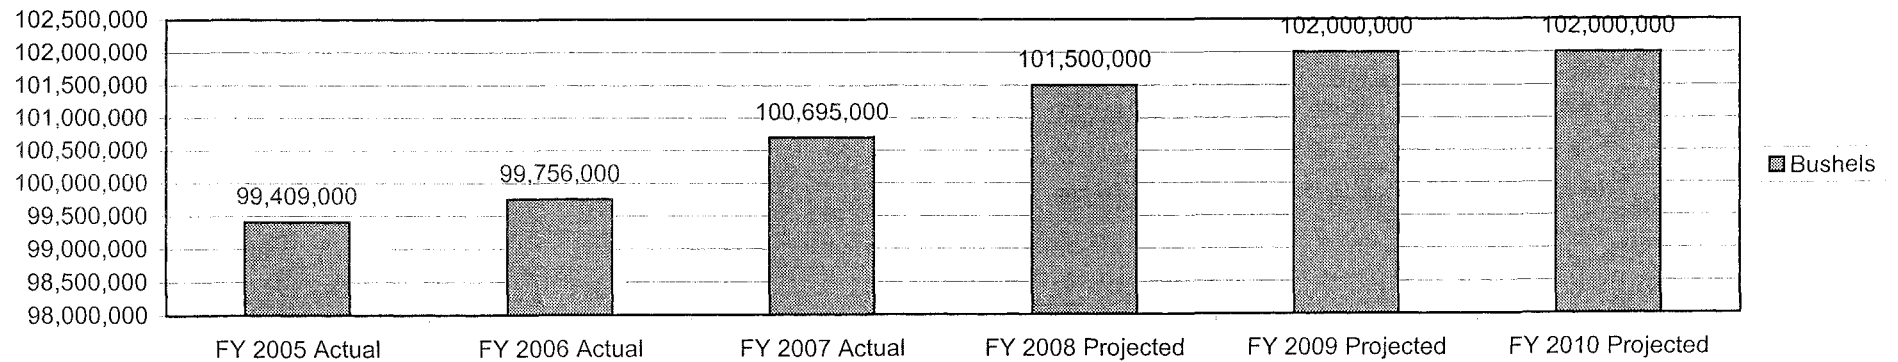 102,500,000
102,000,000
101,500,000
101,000,000
100,500,000
100,000,000
99,500,000
99,000,000
98,500,000
98,000,000
99,409,000
99,756,000
100,695,000
101,500,000
102,000,000
102,000,000
FY 2005 Actual
FY 2006 Actual
FY 2007 Actual
FY 2008 Projected
FY 2009 Projected
FY 2010 Projected
Bushels